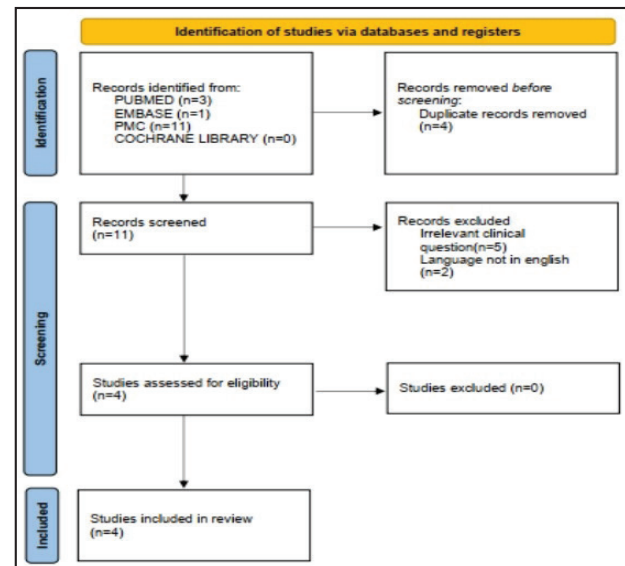 Identification of studies via databases and registers
Identification
Records identified from:
PUBMED (n=3)
EMBASE (n=1)
PMC (n=11)
COCHRANE LIBRARY (n=0)
Records removed before
screening:
Duplicate records removed
(n=4)
Screening
Records screened
(n=11)
Records excluded
Irrelevant clinical
question(n=5)
Language not in english
(n=2)
Studies assessed for eligibility
(n=4)
Studies excluded (n=0)
Included
Studies included in review
(n=4)